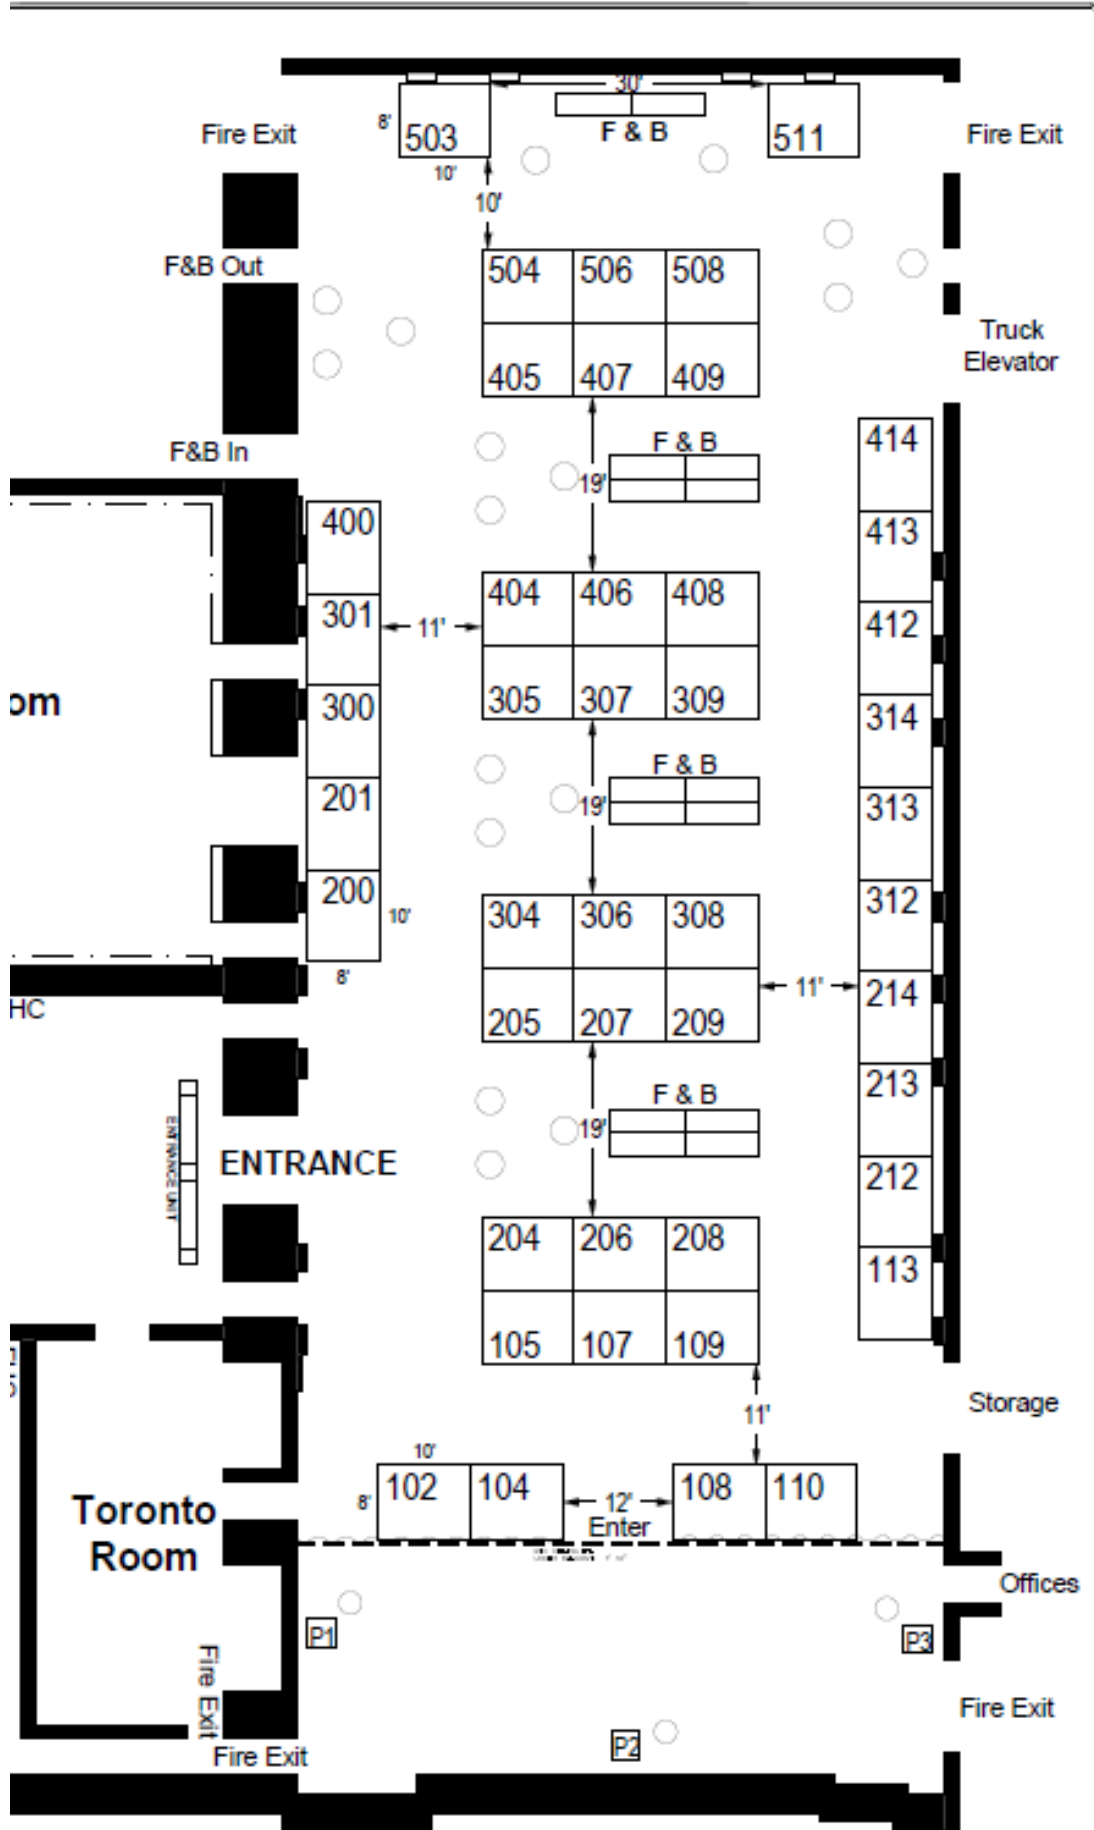 30'
8'
503
F & B
511
Fire Exit
Fire Exit
10'
10'
F&B Out
504 506 508
Truck
Elevator
405 407 409
F&B In
F & B
414
19'
400
413
404 406 408
301
11'
412
305 307 309
om
300
314
F & B
201
19'
313
200
304 306 308
312
10'
8'
11'
214
HC
205 207 209
213
F & B
ENTRANCE UNIT
19'
ENTRANCE
212
204 206 208
113
105 107 109
11'
Storage
10'
8'
102 104
12'
108 110
Enter
Toronto
Room
Offices
P1
P3
Fire Exit
Fire Exit
P2
Fire Exit